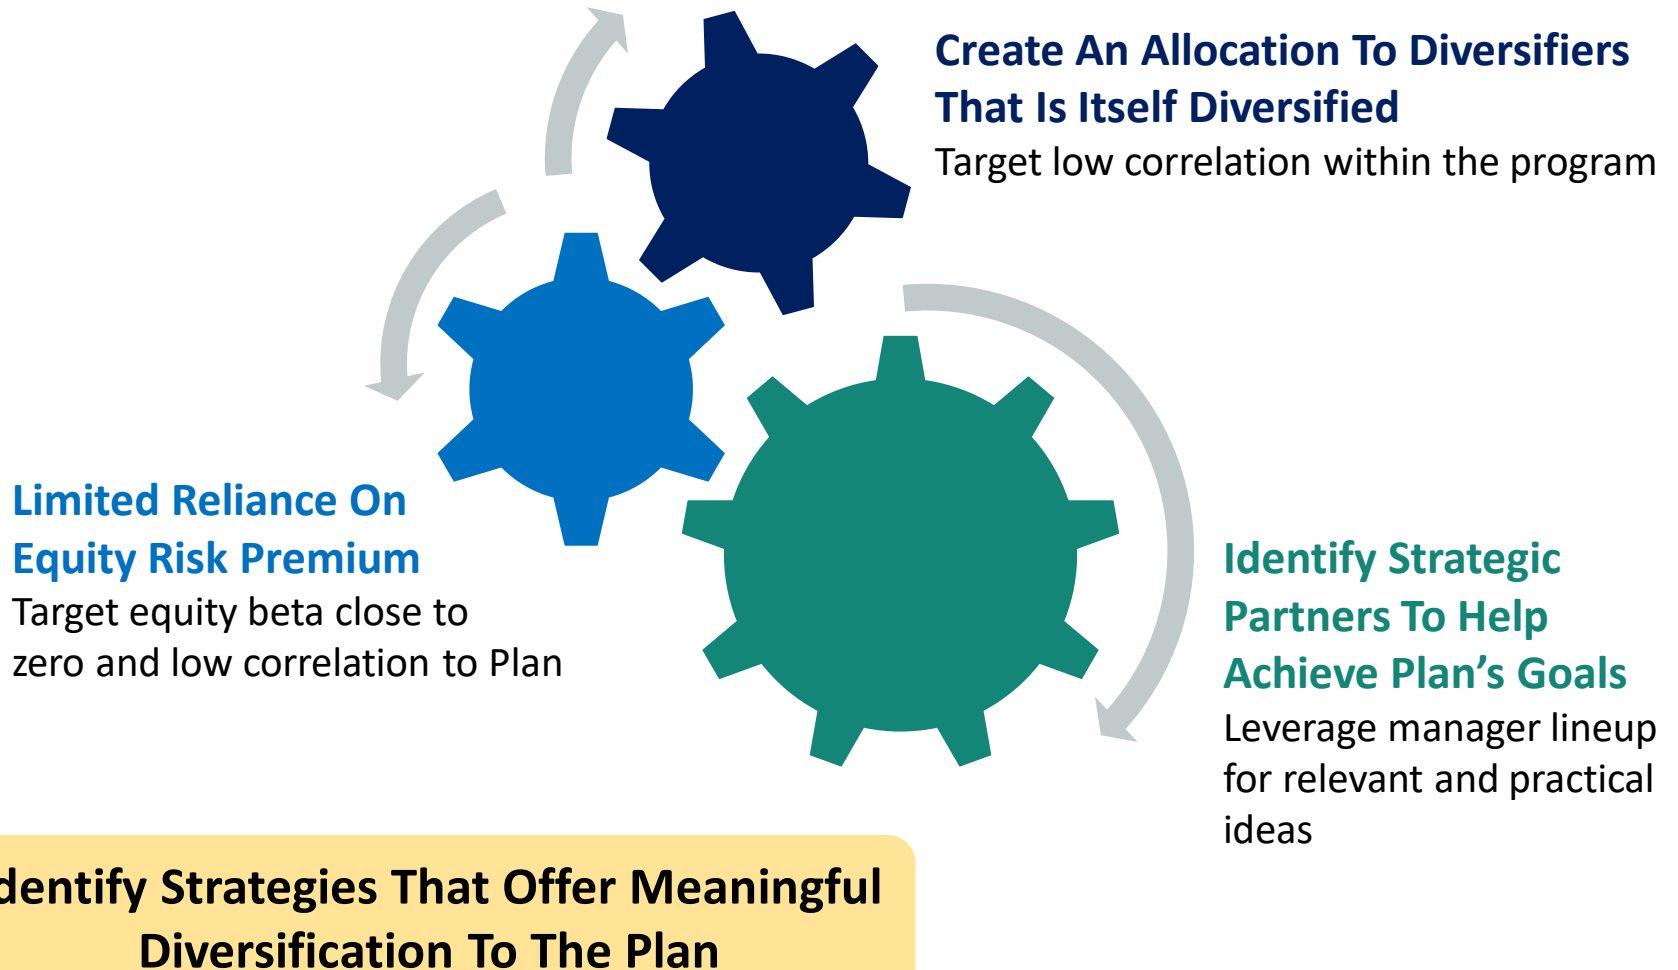 Create An Allocation To Diversifiers
That Is Itself Diversified
Target low correlation within the program
Limited Reliance On
Equity Risk Premium
Target equity beta close to
zero and low correlation to Plan
Identify Strategic
Partners To Help
Achieve Plan’s Goals
Leverage manager lineup
for relevant and practical
ideas
dentify Strategies That Offer Meaningful
Diversification To The Plan